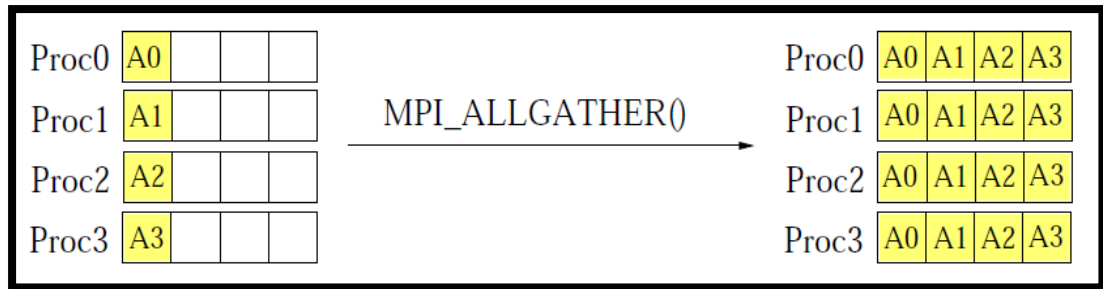 Proc0 A0 Proc0 A0 A1 A2 A3
Proc1 A1 MPI_ALLGATHER() Proc1 A0 A1 A2 A3
Proc2 A2 Proc2 A0 A1 A2 A3
Proc3 A3 Proc3 A0 A1 A2 A3